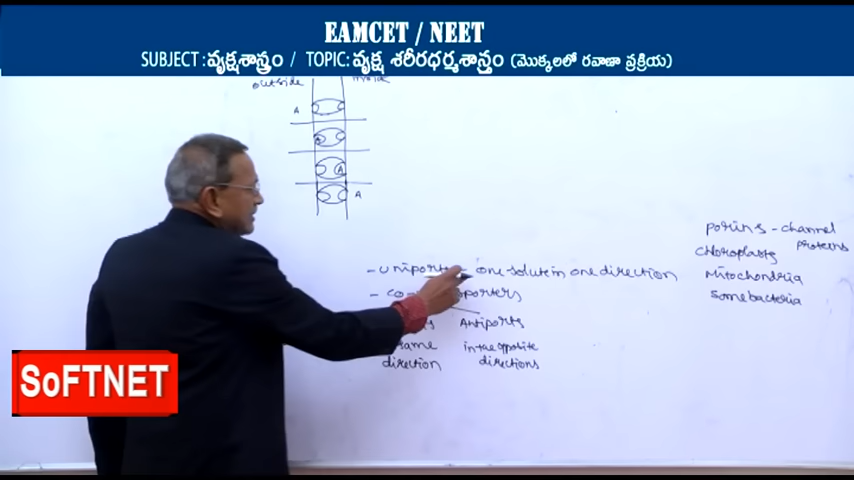 EAMCET / NEET
SUBJECT : వృక్షశాస్త్రం / TOPIC: వృక్ష శరీరధర్మశాస్త్రం (మొక్కలలో రవాణా ప్రక్రియ)
outside inside
A
A
A
A
porins - channel
proteins
chloroplasts
Mitochondria
Some bacteria
- Uniports - one-solute in one direction
- co-
Antiports
same
direction
in the opposite
directions
SoFTNET